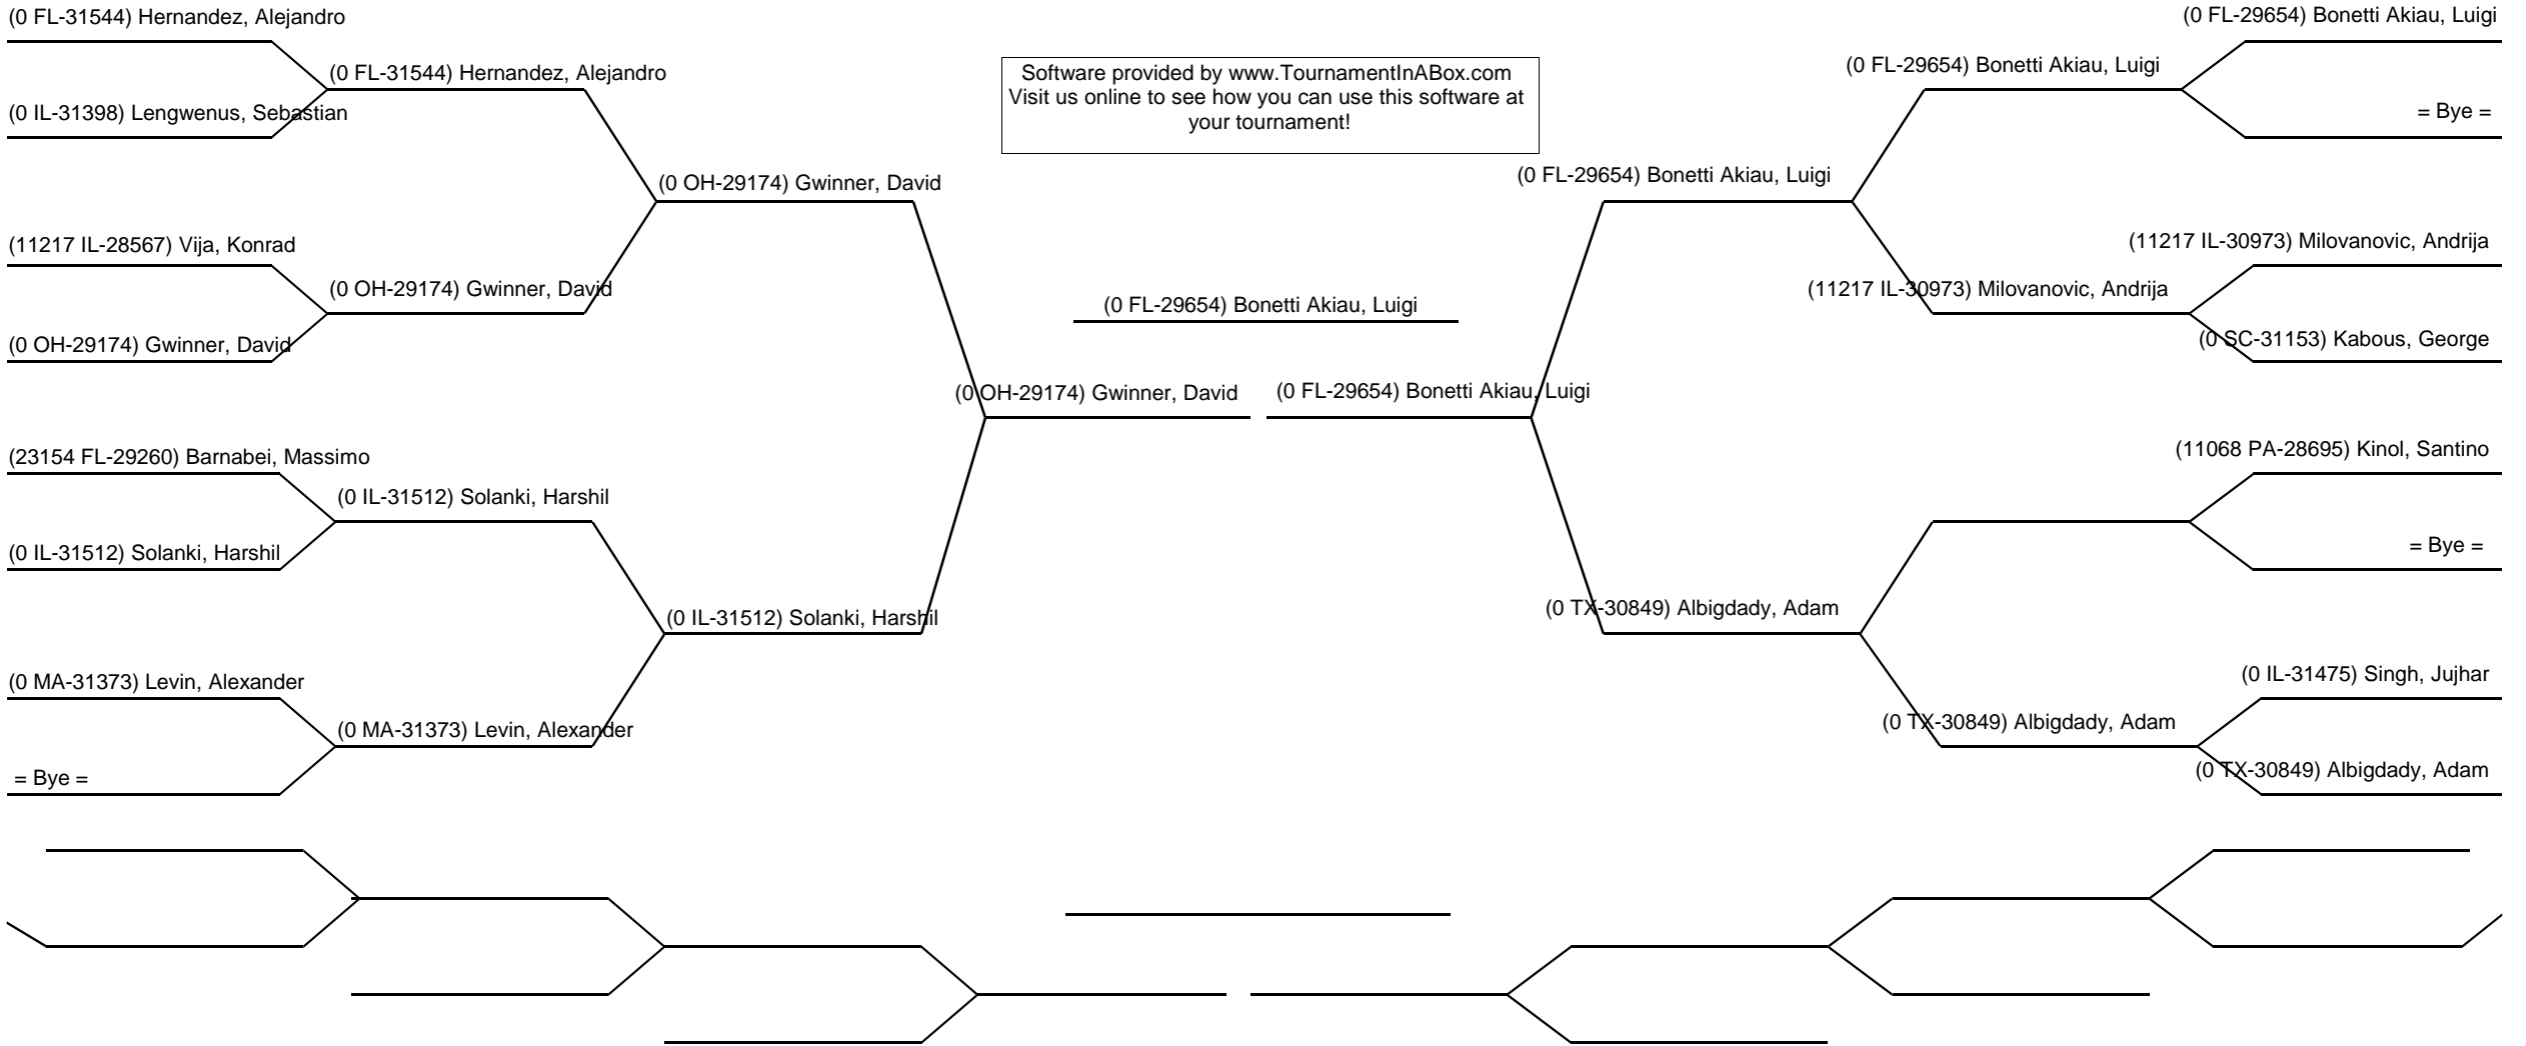 (0 FL-31544) Hernandez, Alejandro
(0 IL-31398) Lengwenus, Sebastian
(11217 IL-28567) Vija, Konrad
(0 OH-29174) Gwinner, David
(23154 FL-29260) Barnabei, Massimo
(0 IL-31512) Solanki, Harshil
(0 MA-31373) Levin, Alexander
= Bye =
(0 FL-31544) Hernandez, Alejandro
(0 OH-29174) Gwinner, David
(0 IL-31512) Solanki, Harshil
(0 MA-31373) Levin, Alexander
(0 OH-29174) Gwinner, David
(0 IL-31512) Solanki, Harshil
(0 OH-29174) Gwinner, David
Software provided by www.TournamentInABox.com
Visit us online to see how you can use this software at
your tournament!
(0 FL-29654) Bonetti Akiau, Luigi
(0 FL-29654) Bonetti Akiau, Luigi
(0 FL-29654) Bonetti Akiau, Luigi
(0 TX-30849) Albigdady, Adam
(0 FL-29654) Bonetti Akiau, Luigi
(11217 IL-30973) Milovanovic, Andrija
(0 TX-30849) Albigdady, Adam
(0 FL-29654) Bonetti Akiau, Luigi
= Bye =
(11217 IL-30973) Milovanovic, Andrija
(0 SC-31153) Kabous, George
(11068 PA-28695) Kinol, Santino
= Bye =
(0 IL-31475) Singh, Jujhar
(0 TX-30849) Albigdady, Adam